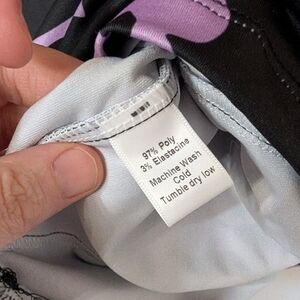 97% Poly
3% Elastacine
Machine Wash
Cold
Tumble dry low